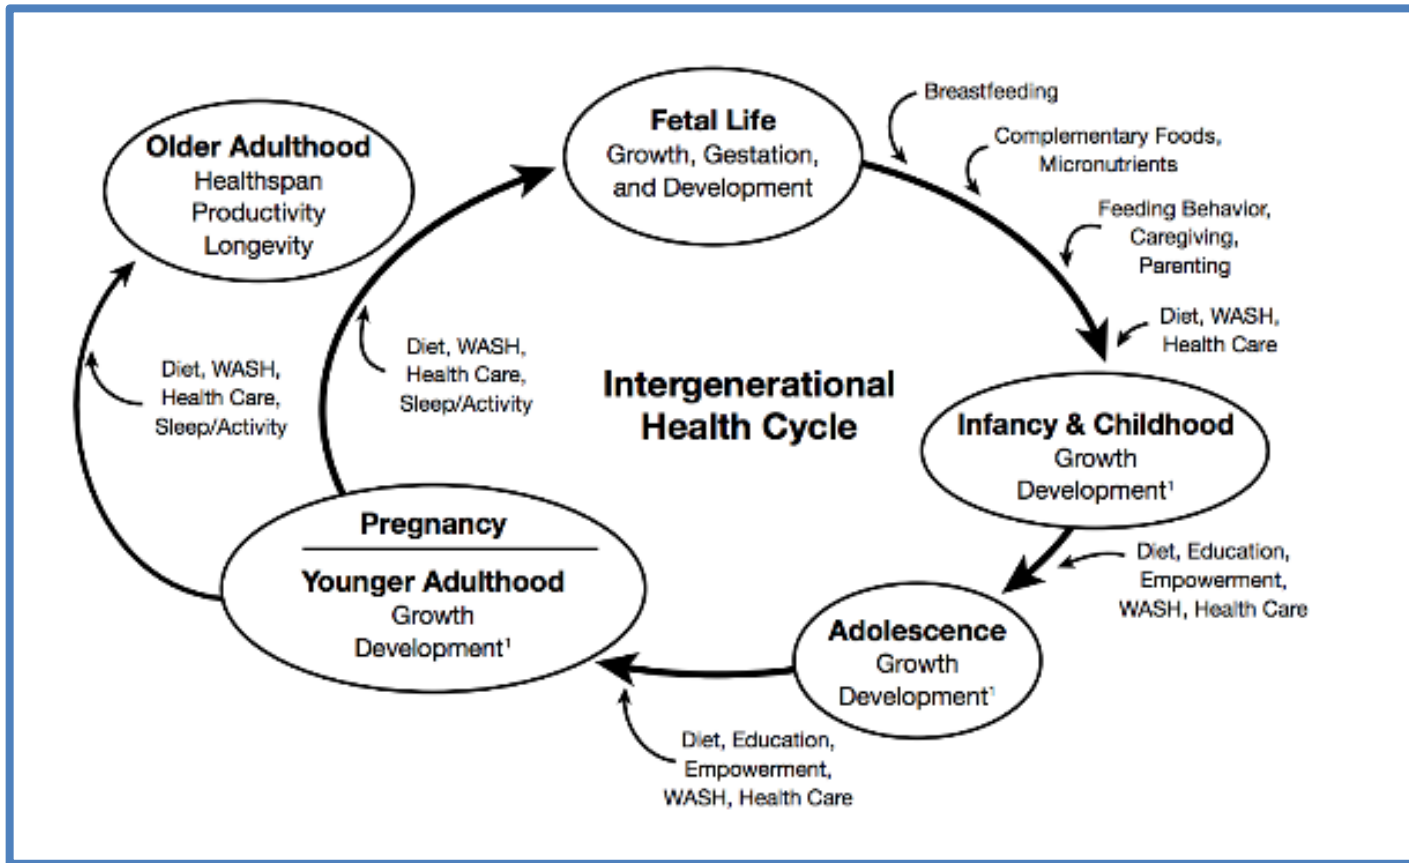 Fetal Life
Growth, Gestation,
and Development
Breastfeeding
Complementary Foods,
Micronutrients
Feeding Behavior,
Caregiving,
Parenting
Diet, WASH,
Health Care
Infancy & Childhood
Growth
Development¹
Diet, Education,
Empowerment,
WASH, Health Care
Adolescence
Growth
Development¹
Diet, Education,
Empowerment,
WASH, Health Care
Pregnancy
Younger Adulthood
Growth
Development¹
Diet, WASH,
Health Care,
Sleep/Activity
Diet, WASH,
Health Care,
Sleep/Activity
Older Adulthood
Healthspan
Productivity
Longevity
Intergenerational
Health Cycle